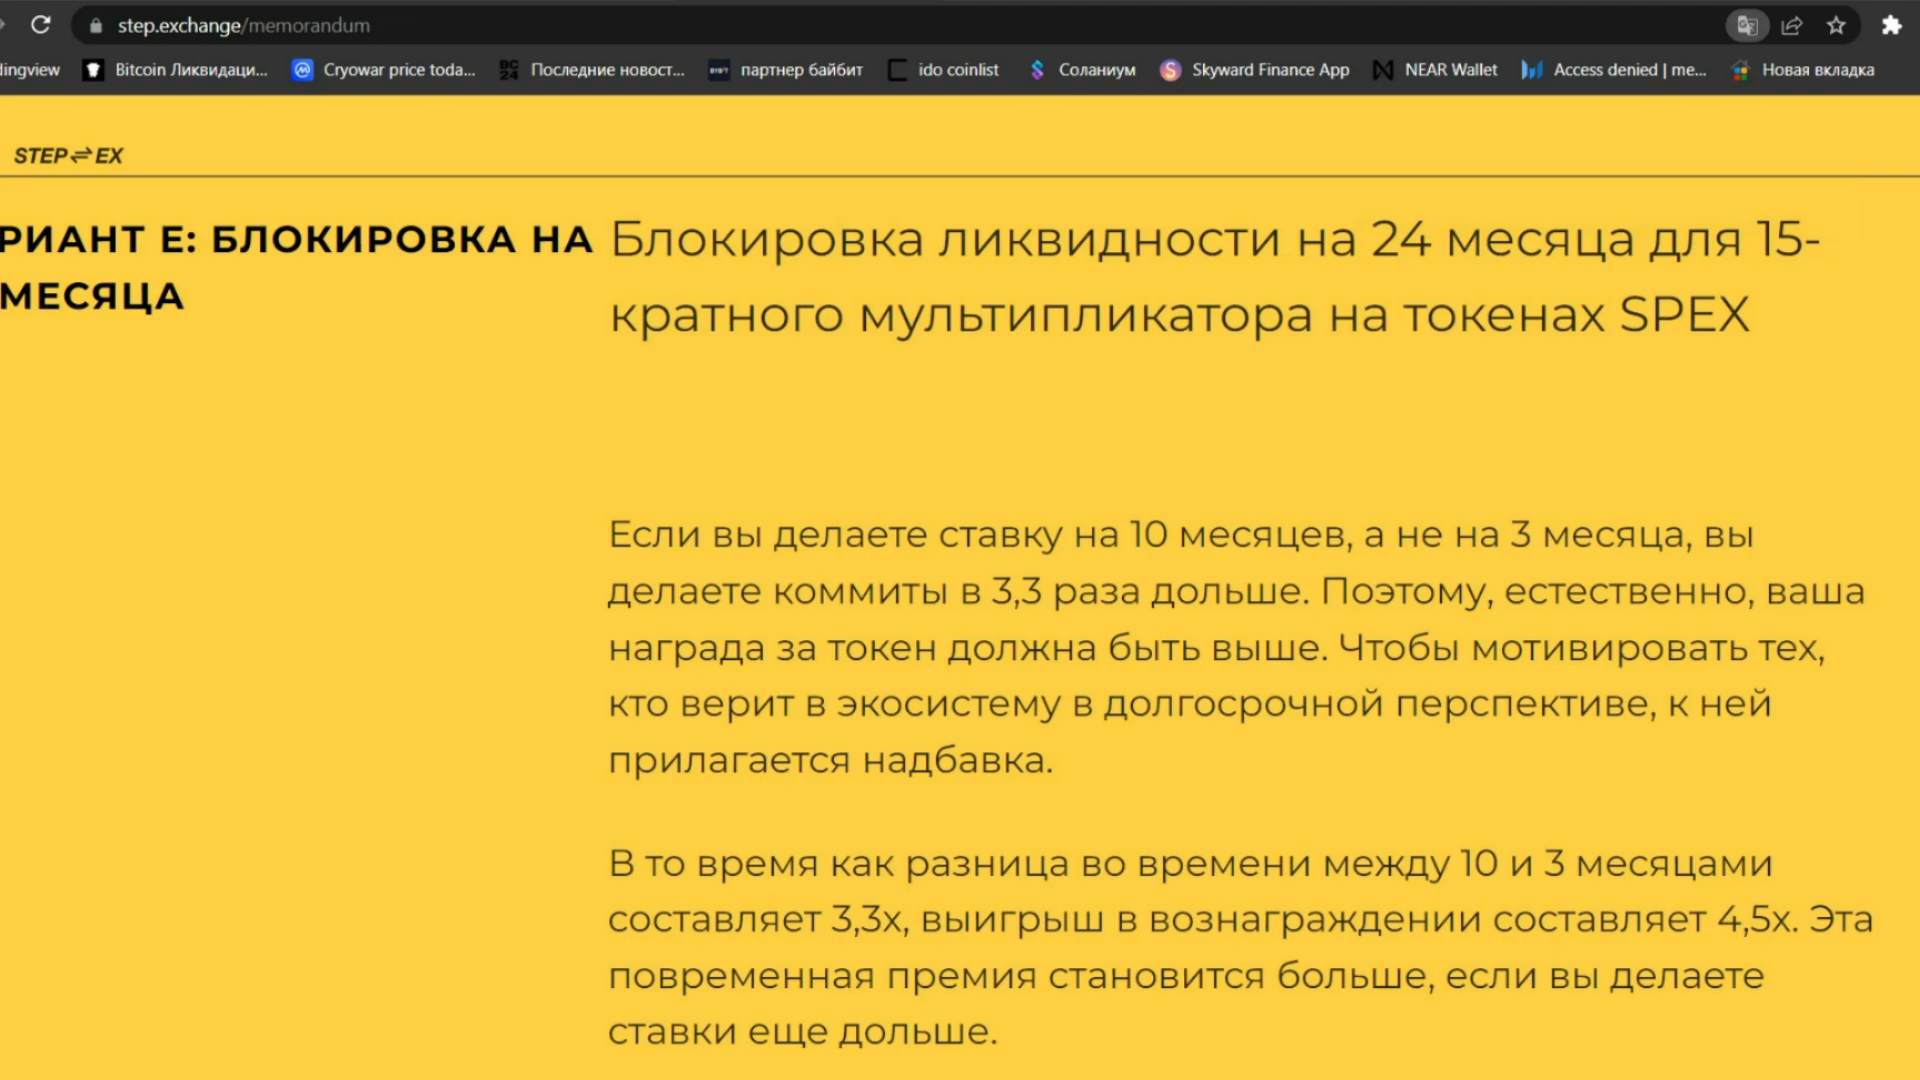 step.exchange/memorandum
dingview Bitcoin Ликвидаци... Cryowar price toda... BC 24 Последние новост... партнер байбит ido coinlist Соланиум Skyward Finance App NEAR Wallet Access denied | me... Новая вкладка
STEP⇌EX
РИАНТ Е: БЛОКИРОВКА НА
МЕСЯЦА
Блокировка ликвидности на 24 месяца для 15-
кратного мультипликатора на токенах SPEX
Если вы делаете ставку на 10 месяцев, а не на 3 месяца, вы
делаете коммиты в 3,3 раза дольше. Поэтому, естественно, ваша
награда за токен должна быть выше. Чтобы мотивировать тех,
кто верит в экосистему в долгосрочной перспективе, к ней
прилагается надбавка.
В то время как разница во времени между 10 и 3 месяцами
составляет 3,3x, выигрыш в вознаграждении составляет 4,5x. Эта
повременная премия становится больше, если вы делаете
ставки еще дольше.